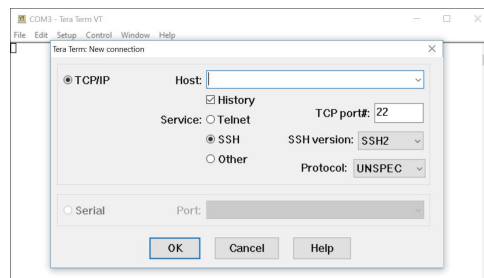 COM3 - Tera Term VT
File Edit Setup Control Window Help
Tera Term: New connection
TCP/IP Host:
History
Service: Telnet TCP port#: 22
SSH SSH version: SSH2
Other Protocol: UNSPEC
Serial Port:
OK Cancel Help